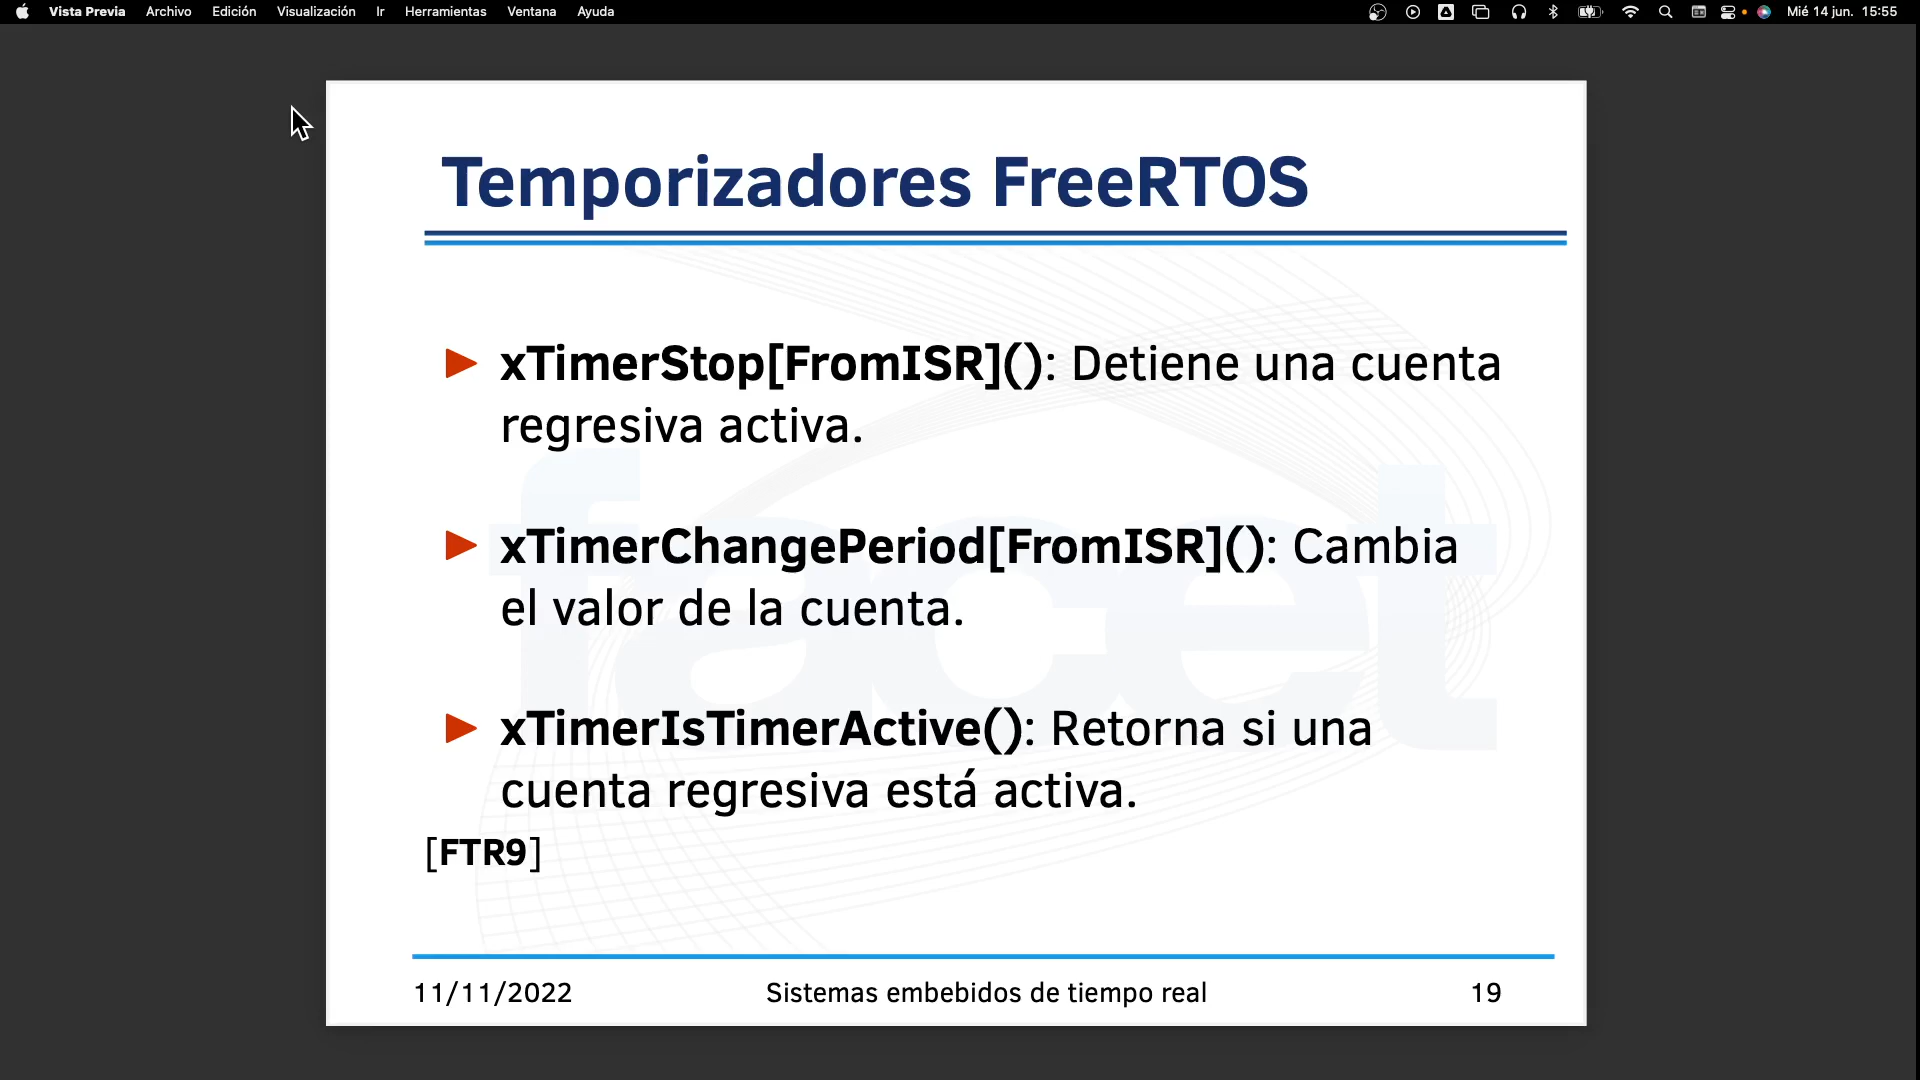 Vista Previa Archivo Edición Visualización Ir Herramientas Ventana Ayuda Mié 14 jun. 15:55
Temporizadores FreeRTOS
xTimerStop[FromISR](): Detiene una cuenta
regresiva activa.
xTimerChangePeriod[FromISR](): Cambia
el valor de la cuenta.
xTimerIsTimerActive(): Retorna si una
cuenta regresiva está activa.
[FTR9]
facet
11/11/2022 Sistemas embebidos de tiempo real 19